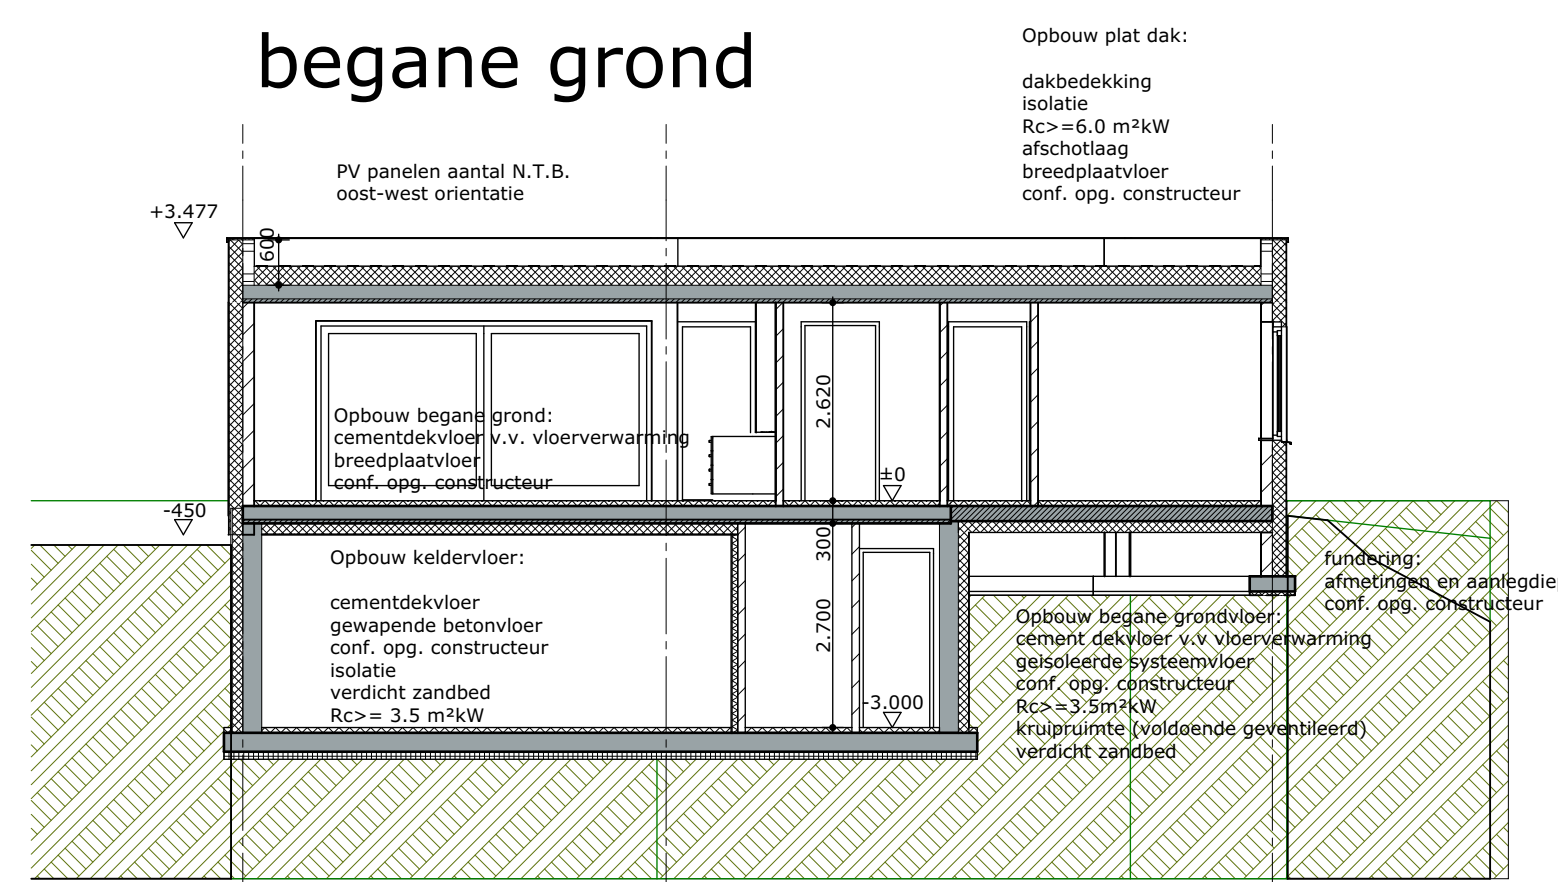 begane grond
Opbouw plat dak:
dakbedekking
isolatie
Rc>=6.0 m²kW
afschotlaag
breedplaatvloer
conf. opg. constructeur
PV panelen aantal N.T.B.
oost-west orientatie
+3.477
600
2.620
Opbouw begane grond:
cementdekvloer v.v. vloerverwarming
breedplaatvloer
conf. opg. constructeur
±0
-450
300
Opbouw keldervloer:
cementdekvloer
gewapende betonvloer
conf. opg. constructeur
isolatie
verdicht zandbed
Rc>= 3.5 m²kW
2.700
-3.000
fundering:
afmetingen en aanlegdie
conf. opg. constructeur
Opbouw begane grondvloer:
cement dekvloer v.v vloerverwarming
geisoleerde systeemvloer
conf. opg. constructeur
Rc>=3.5m²kW
kruipruimte (voldoende geventileerd)
verdicht zandbed